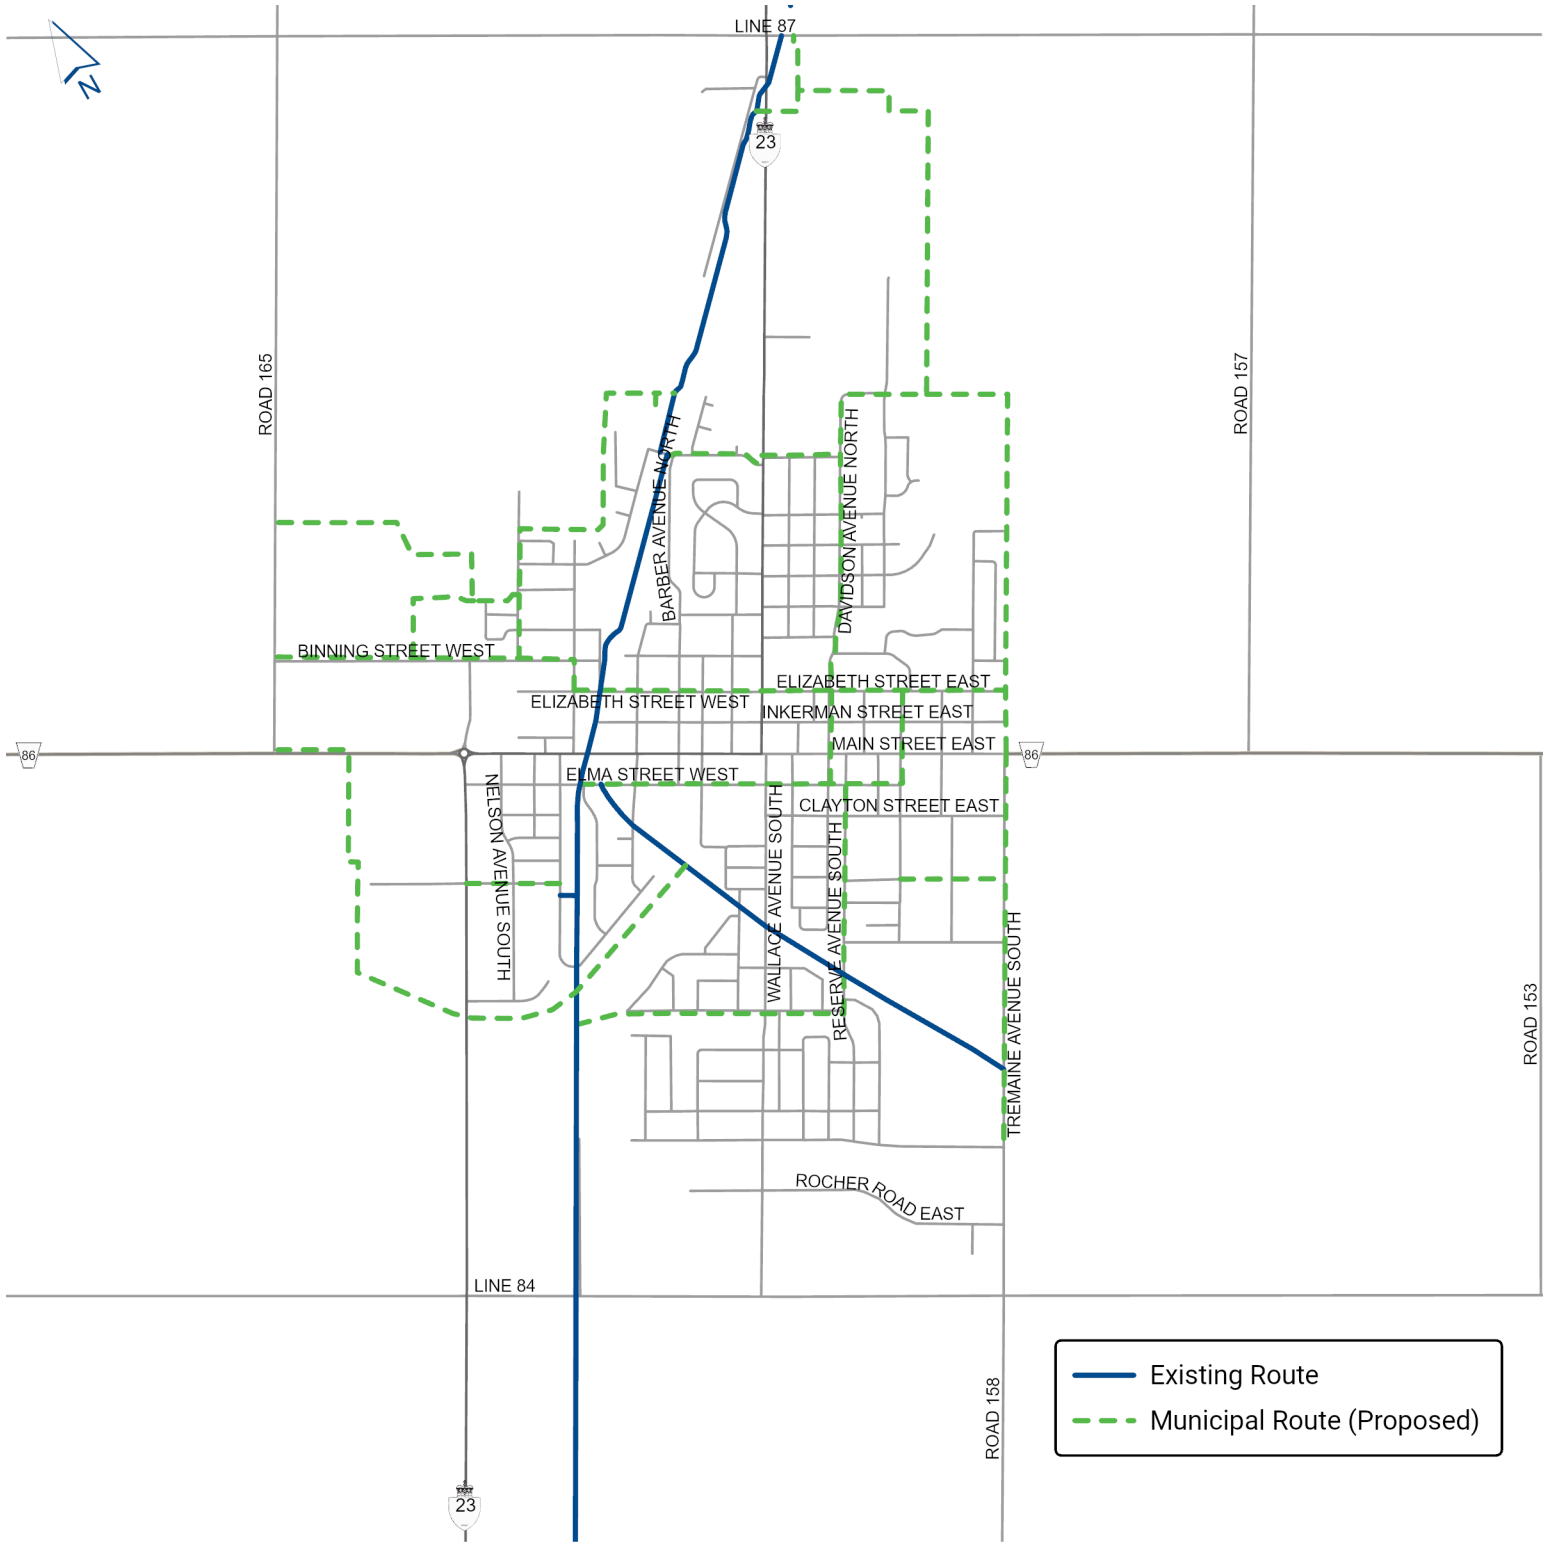 LINE 87
N
23
ROAD 165
ROAD 157
BARBER AVENUE NORTH
DAVIDSON AVENUE NORTH
BINNING STREET WEST
ELIZABETH STREET EAST
ELIZABETH STREET WEST
INKERMAN STREET EAST
MAIN STREET EAST
86
86
ELMA STREET WEST
NELSON AVENUE SOUTH
CLAYTON STREET EAST
WALLACE AVENUE SOUTH
RESERVE AVENUE SOUTH
TREMAINE AVENUE SOUTH
ROAD 153
ROCHER ROAD EAST
LINE 84
ROAD 158
Existing Route
Municipal Route (Proposed)
23